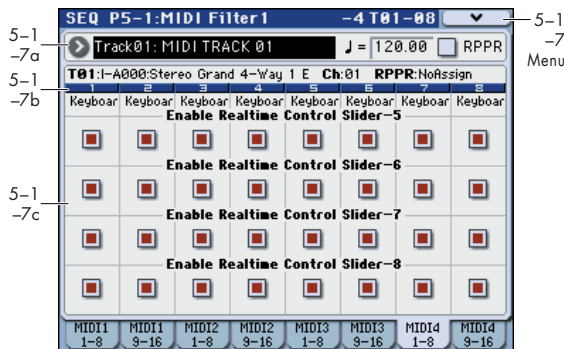 SEQ P5-1:MIDI Filter1 -4 T01-08
5-1
-7
Menu
5-1
-7a
Track01: MIDI TRACK 01 ♩= 120.00 RPPR
5-1
-7b
T01:I-A000:Stereo Grand 4-Way 1 E Ch:01 RPPR:NoAssign
1 2 3 4 5 6 7 8
Keyboar Keyboar Keyboar Keyboar Keyboar Keyboar Keyboar Keyboar
Enable Realtime Control Slider-5
Enable Realtime Control Slider-6
5-1
-7c
Enable Realtime Control Slider-7
Enable Realtime Control Slider-8
MIDI1 MIDI1 MIDI2 MIDI2 MIDI3 MIDI3 MIDI4 MIDI4
1-8 9-16 1-8 9-16 1-8 9-16 1-8 9-16